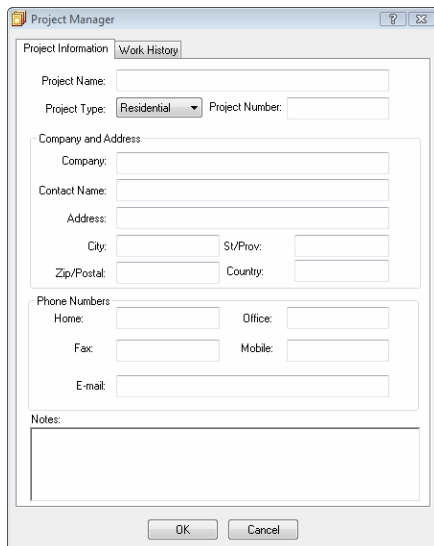 Project Manager
Project Information Work History
Project Name:
Project Type: Residential Project Number:
Company and Address
Company:
Contact Name:
Address:
City: St/Prov:
Zip/Postal: Country:
Phone Numbers
Home: Office:
Fax: Mobile:
E-mail:
Notes:
OK Cancel